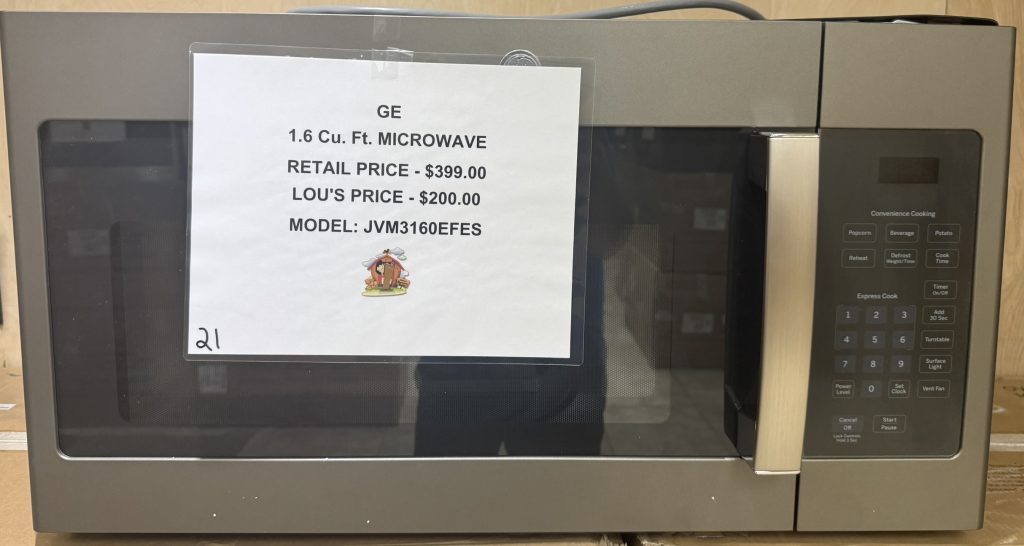 GE
1.6 Cu. Ft. MICROWAVE
RETAIL PRICE - $399.00
LOU'S PRICE - $200.00
MODEL: JVM3160EFES
21
Convenience Cooking
Popcorn Beverage Potato
Reheat Defrost Weight/Time Cook Time
Timer On/Off
Express Cook
1 2 3 Add 30 Sec
4 5 6 Turntable
7 8 9 Surface Light
Power Level 0 Set Clock Vent Fan
Cancel Off Start Pause
Lock Controls
Hold 3 Sec